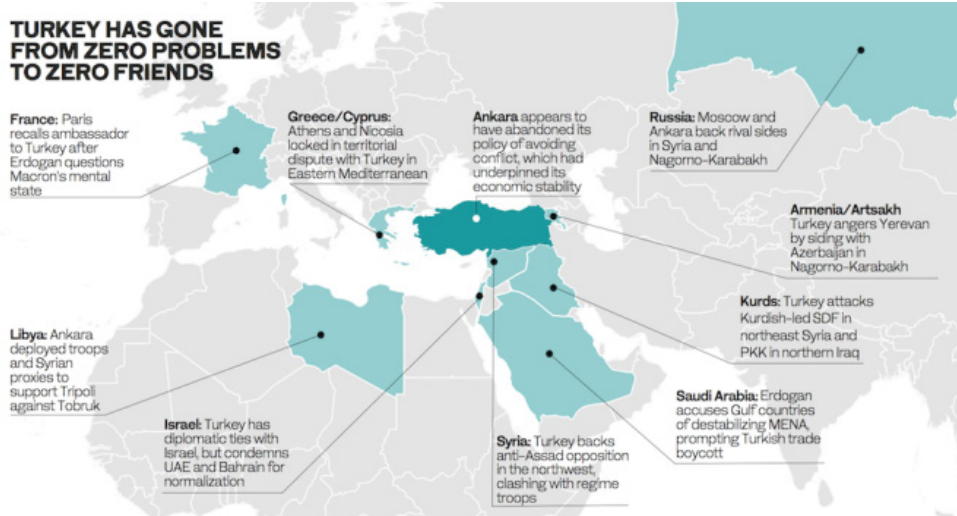 TURKEY HAS GONE
FROM ZERO PROBLEMS
TO ZERO FRIENDS
France: Paris
recalls ambassador
to Turkey after
Erdogan questions
Macron's mental
state
Greece/Cyprus:
Athens and Nicosia
locked in territorial
dispute with Turkey in
Eastern Mediterranean
Ankara appears to
have abandoned its
policy of avoiding
conflict, which had
underpinned its
economic stability
Russia: Moscow and
Ankara back rival sides
in Syria and
Nagorno-Karabakh
Armenia/Artsakh
Turkey angers Yerevan
by siding with
Azerbaijan in
Nagorno-Karabakh
Kurds: Turkey attacks
Kurdish-led SDF in
northeast Syria and
PKK in northern Iraq
Libya: Ankara
deployed troops
and Syrian
proxies to
support Tripoli
against Tobruk
Israel: Turkey has
diplomatic ties with
Israel, but condemns
UAE and Bahrain for
normalization
Syria: Turkey backs
anti-Assad opposition
in the northwest,
clashing with regime
troops
Saudi Arabia: Erdogan
accuses Gulf countries
of destabilizing MENA,
prompting Turkish trade
boycott